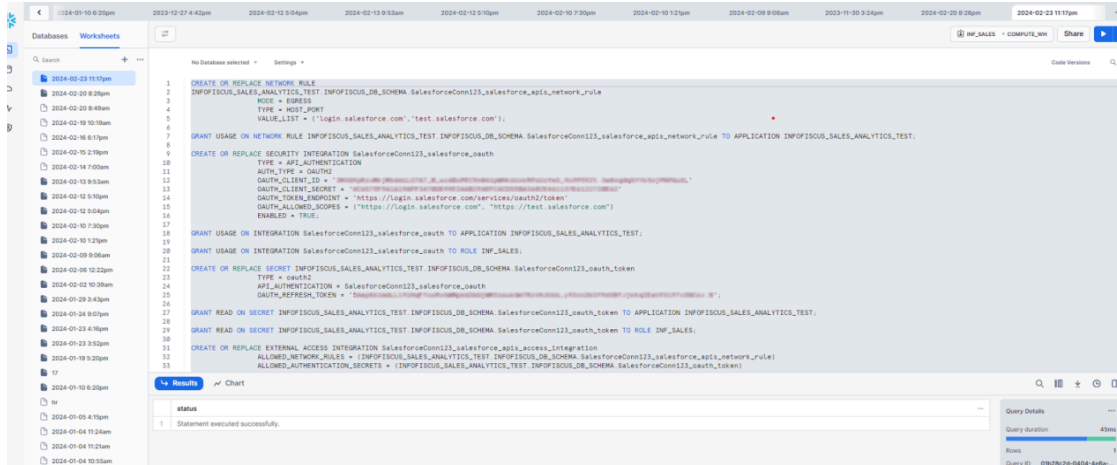 2024-01-10 6:20pm
2023-12-27 4:42pm
2024-02-12 5:04pm
2024-02-13 9:53am
2024-02-12 5:10pm
2024-02-10 7:30pm
2024-02-10 1:21pm
2024-02-09 9:06am
2023-11-30 3:24pm
2024-02-20 8:26pm
2024-02-23 11:17pm
Databases Worksheets
INF_SALES • COMPUTE_WH
Share
Search
No Database selected
Settings
Code Versions
2024-02-23 11:17pm
2024-02-20 8:26pm
2024-02-20 8:49am
2024-02-19 10:19am
2024-02-16 6:17pm
2024-02-15 2:19pm
2024-02-14 7:00am
2024-02-13 9:53am
2024-02-12 5:10pm
2024-02-12 5:04pm
2024-02-10 7:30pm
2024-02-10 1:21pm
2024-02-09 9:06am
2024-02-06 12:22pm
2024-02-02 10:39am
2024-01-29 3:43pm
2024-01-24 9:07pm
2024-01-23 4:16pm
2024-01-23 3:52pm
2024-01-19 5:20pm
17
2024-01-10 6:20pm
hr
2024-01-05 4:15pm
2024-01-04 11:24am
2024-01-04 11:21am
2024-01-04 10:55am
1 CREATE OR REPLACE NETWORK RULE
2 INFOFISCUS_SALES_ANALYTICS_TEST.INFOFISCUS_DB_SCHEMA.SalesforceConn123_salesforce_apis_network_rule
3 MODE = EGRESS
4 TYPE = HOST_PORT
5 VALUE_LIST = ('login.salesforce.com','test.salesforce.com');
6
7 GRANT USAGE ON NETWORK RULE INFOFISCUS_SALES_ANALYTICS_TEST.INFOFISCUS_DB_SCHEMA.SalesforceConn123_salesforce_apis_network_rule TO APPLICATION INFOFISCUS_SALES_ANALYTICS_TEST;
8
9 CREATE OR REPLACE SECURITY INTEGRATION SalesforceConn123_salesforce_oauth
10 TYPE = API_AUTHENTICATION
11 AUTH_TYPE = OAUTH2
12 OAUTH_CLIENT_ID =
13 OAUTH_CLIENT_SECRET =
14 OAUTH_TOKEN_ENDPOINT = 'https://login.salesforce.com/services/oauth2/token'
15 OAUTH_ALLOWED_SCOPES = ("https://login.salesforce.com", "https://test.salesforce.com")
16 ENABLED = TRUE;
17
18 GRANT USAGE ON INTEGRATION SalesforceConn123_salesforce_oauth TO APPLICATION INFOFISCUS_SALES_ANALYTICS_TEST;
19
20 GRANT USAGE ON INTEGRATION SalesforceConn123_salesforce_oauth TO ROLE INF_SALES;
21
22 CREATE OR REPLACE SECRET INFOFISCUS_SALES_ANALYTICS_TEST.INFOFISCUS_DB_SCHEMA.SalesforceConn123_oauth_token
23 TYPE = oauth2
24 API_AUTHENTICATION = SalesforceConn123_salesforce_oauth
25 OAUTH_REFRESH_TOKEN =
26
27 GRANT READ ON SECRET INFOFISCUS_SALES_ANALYTICS_TEST.INFOFISCUS_DB_SCHEMA.SalesforceConn123_oauth_token TO APPLICATION INFOFISCUS_SALES_ANALYTICS_TEST;
28
29 GRANT READ ON SECRET INFOFISCUS_SALES_ANALYTICS_TEST.INFOFISCUS_DB_SCHEMA.SalesforceConn123_oauth_token TO ROLE INF_SALES;
30
31 CREATE OR REPLACE EXTERNAL ACCESS INTEGRATION SalesforceConn123_salesforce_apis_access_integration
32 ALLOWED_NETWORK_RULES = (INFOFISCUS_SALES_ANALYTICS_TEST.INFOFISCUS_DB_SCHEMA.SalesforceConn123_salesforce_apis_network_rule)
33 ALLOWED_AUTHENTICATION_SECRETS = (INFOFISCUS_SALES_ANALYTICS_TEST.INFOFISCUS_DB_SCHEMA.SalesforceConn123_oauth_token)
Results
Chart
status
1 Statement executed successfully.
Query Details
Query duration 45ms
Rows 1
Query ID